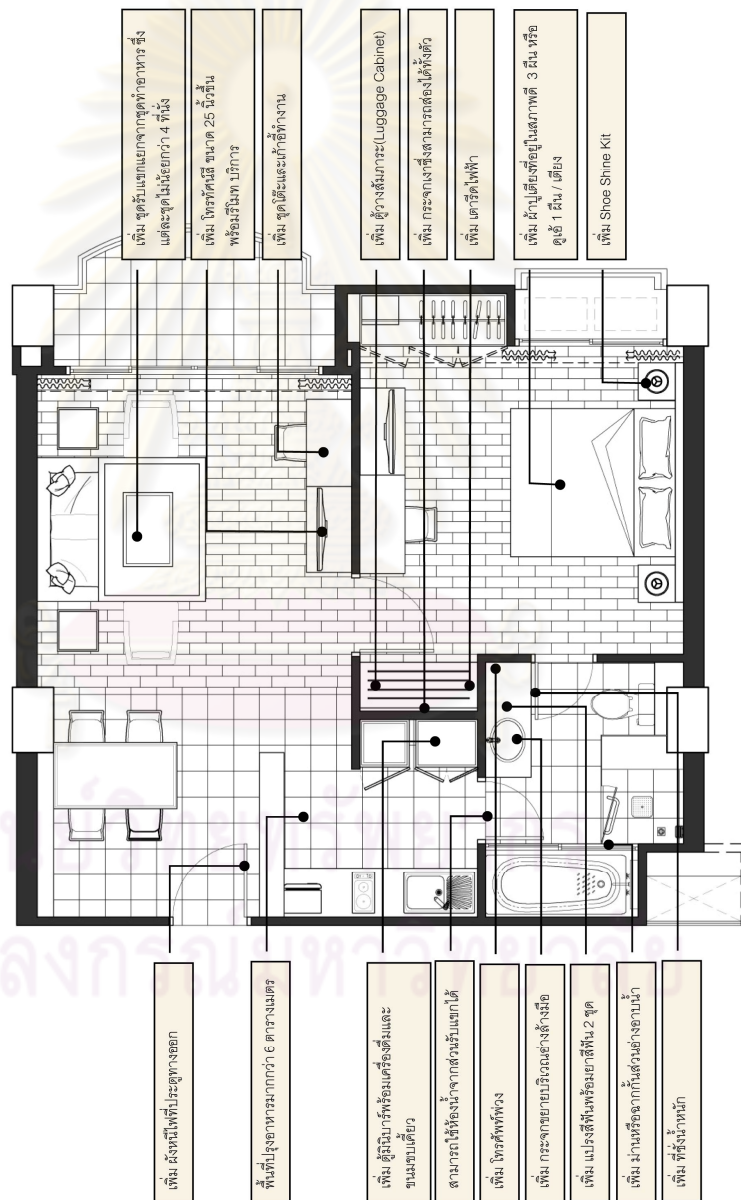 เพิ่ม ชุดรับแขกแยกจากชุดทำอาหาร ซึ่ง
แต่ละชุดไม่น้อยกว่า 4 ที่นั่ง
เพิ่ม โทรทัศน์สี ขนาด 25 นิ้วขึ้น
พร้อมรีโมท บริการ
เพิ่ม ชุดโต๊ะและเก้าอี้ทำงาน
เพิ่ม ตู้วางสัมภาระ(Luggage Cabinet)
เพิ่ม กระจกเงาซึ่งสามารถส่องได้ทั้งตัว
เพิ่ม เตารีดไฟฟ้า
เพิ่ม ผ้าปูเตียงที่อยู่ในสภาพดี 3 ผืน หรือ
ดูเว้ 1 ผืน / เตียง
เพิ่ม Shoe Shine Kit
เพิ่ม ผังหนีไฟที่ประตูทางออก
พื้นที่ปรุงอาหารมากกว่า 6 ตารางเมตร
เพิ่ม ตู้มินิบาร์พร้อมเครื่องดื่มและ
ขนมขบเคี้ยว
สามารถใช้ห้องน้ำจากส่วนรับแขกได้
เพิ่ม โทรศัพท์พ่วง
เพิ่ม กระจกขยายบริเวณอ่างล้างมือ
เพิ่ม แปรงสีฟันพร้อมยาสีฟัน 2 ชุด
เพิ่ม ม่านหรือฉากกั้นส่วนอ่างอาบน้ำ
เพิ่ม ที่ชั่งน้ำหนัก